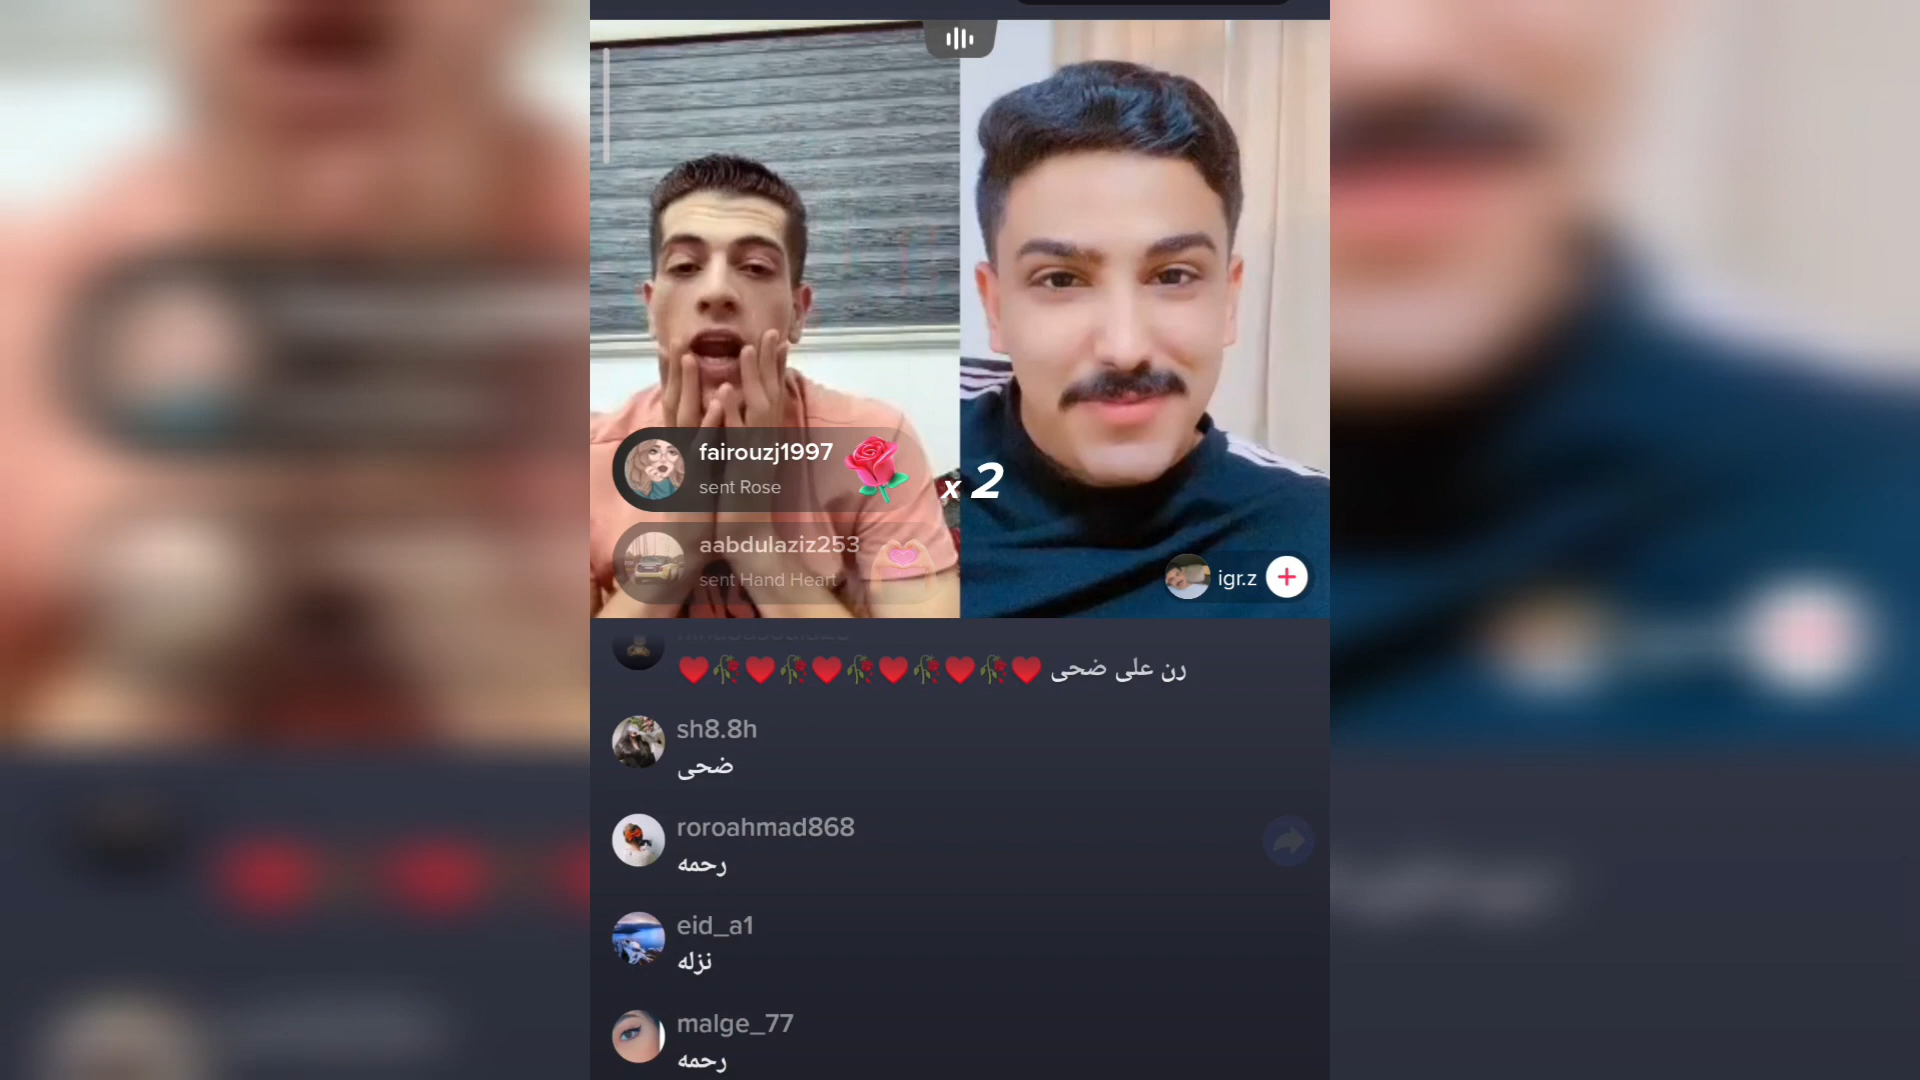 fairouzj1997
sent Rose
x 2
aabdulaziz253
sent Hand Heart
igr.z
❤️🥀❤️🥀❤️🥀❤️🥀❤️🥀❤️ رن على ضحى
sh8.8h
ضحى
roroahmad868
رحمه
eid_a1
نزله
malge_77
رحمه